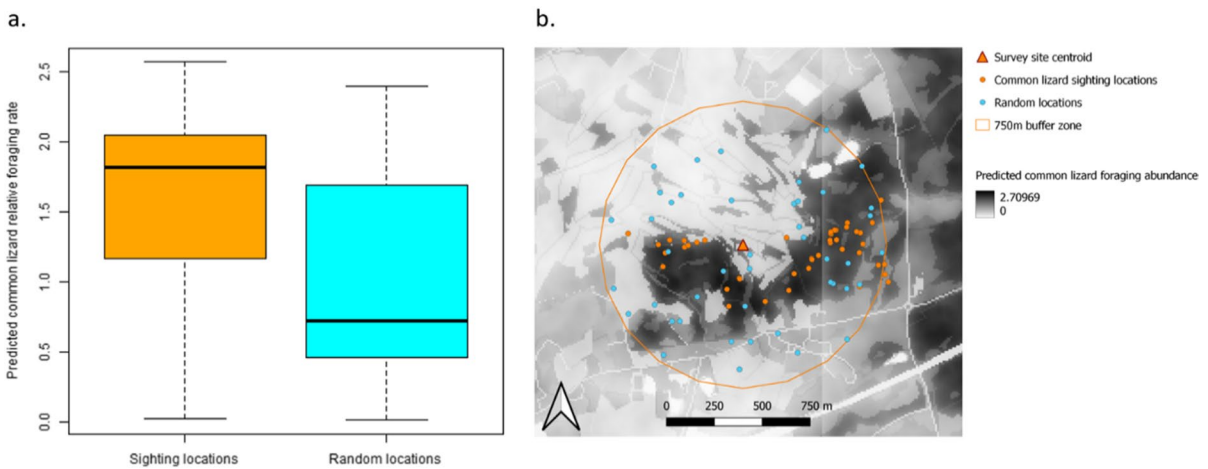 a.
Predicted common lizard relative foraging rate
2.5
2.0
1.5
1.0
0.5
0.0
Sighting locations
Random locations
b.
Survey site centroid
Common lizard sighting locations
Random locations
750m buffer zone
Predicted common lizard foraging abundance
2.70969
0
0 250 500 750 m